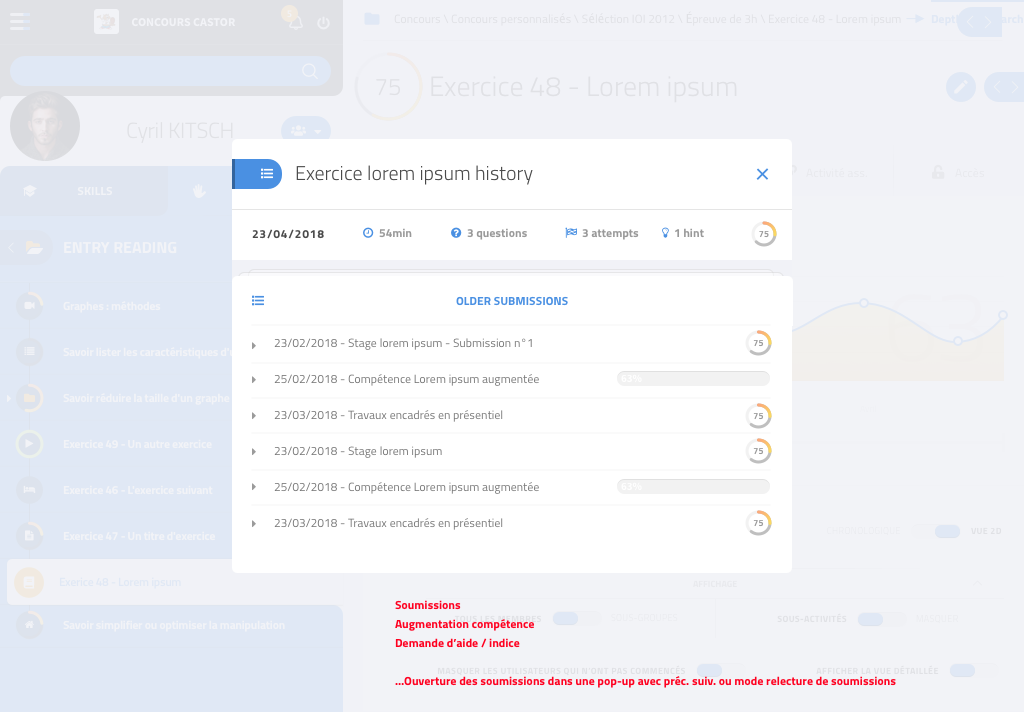 CONCOURS CASTOR
Concours \ Concours personnalisés \ Séléction IOI 2012 \ Épreuve de 3h \ Exercice 48 - Lorem ipsum
75
Exercice 48 - Lorem ipsum
Cyril KITSCH
SKILLS
ENTRY READING
Graphes : méthodes
Savoir lister les caractéristiques
Savoir réduire la taille d'un graphe
Exercice 49 - Un autre exercice
Exercice 46 - L'exercice suivant
Exercice 47 - Un titre d'exercice
Exerice 48 - Lorem ipsum
Savoir simplifier ou optimiser la manipulation
Exercice lorem ipsum history
23/04/2018
54min
3 questions
3 attempts
1 hint
75
OLDER SUBMISSIONS
23/02/2018 - Stage lorem ipsum - Submission n°1
75
25/02/2018 - Compétence Lorem ipsum augmentée
63%
23/03/2018 - Travaux encadrés en présentiel
75
23/02/2018 - Stage lorem ipsum
75
25/02/2018 - Compétence Lorem ipsum augmentée
63%
23/03/2018 - Travaux encadrés en présentiel
75
VUE 2D
AFFICHAGE
Soumissions
SOUS-ACTIVITÉS
Augmentation compétence
Demande d'aide / indice
MASQUER LES UTILISATEURS QUI N'ONT PAS COMMENCÉS
AFFICHER LA VUE DÉTAILLÉE
...Ouverture des soumissions dans une pop-up avec préc. suiv. ou mode relecture de soumissions